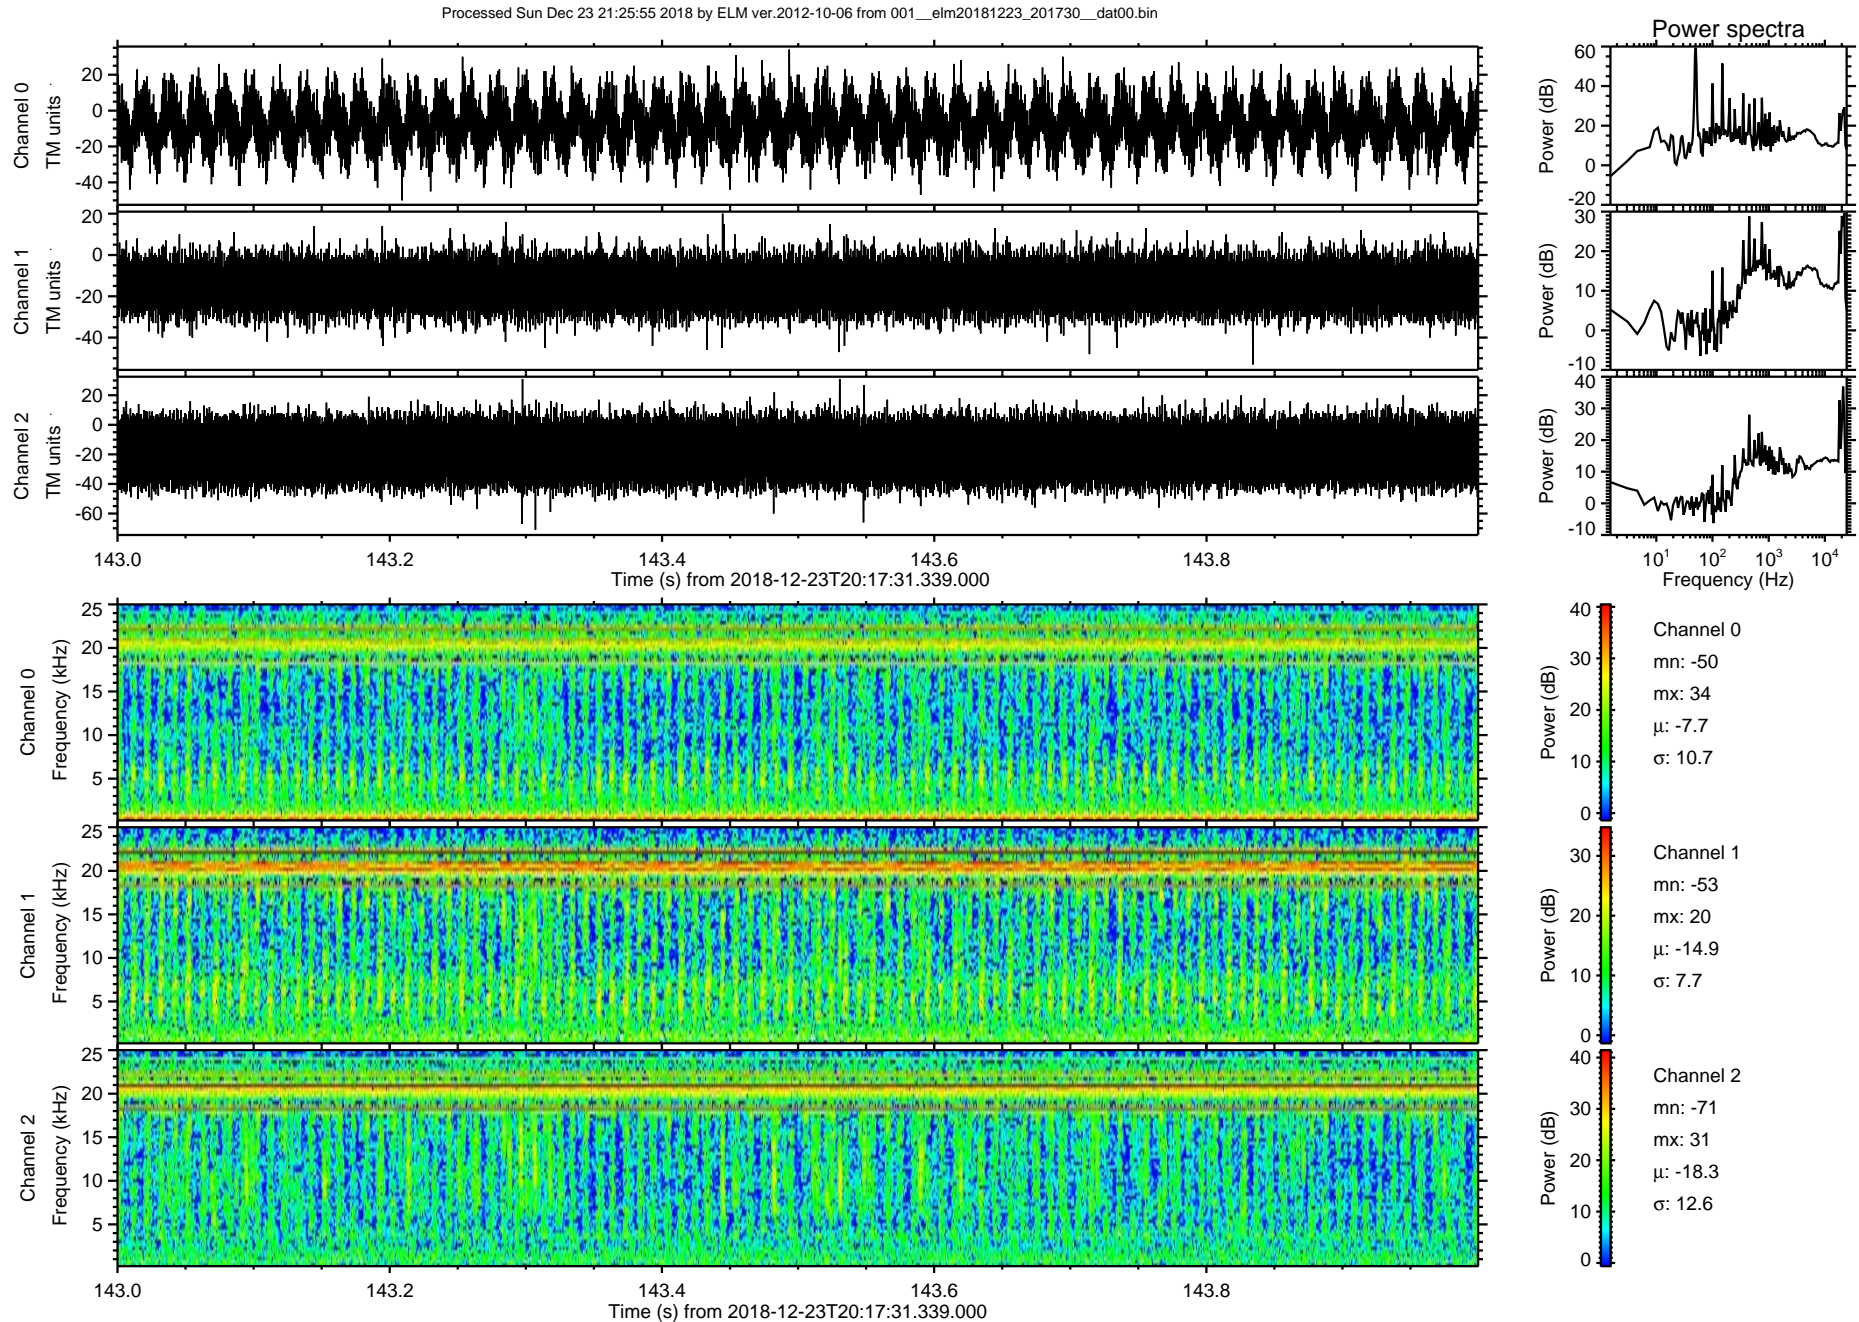 Processed Sun Dec 23 21:25:55 2018 by ELM ver.2012-10-06 from 001__elm20181223_201730__dat00.bin
Power spectra
Channel 0
TM units
20
0
-20
-40
Power (dB)
60
40
20
0
-20
Channel 1
TM units
20
0
-20
-40
Power (dB)
30
20
10
0
-10
Channel 2
TM units
20
0
-20
-40
-60
Power (dB)
40
30
20
10
0
-10
143.0 143.2 143.4 143.6 143.8
Time (s) from 2018-12-23T20:17:31.339.000
10^1 10^2 10^3 10^4
Frequency (Hz)
Channel 0
Frequency (kHz)
25
20
15
10
5
Power (dB)
40
30
20
10
0
Channel 0
mn: -50
mx: 34
μ: -7.7
σ: 10.7
Channel 1
Frequency (kHz)
25
20
15
10
5
Power (dB)
30
20
10
0
Channel 1
mn: -53
mx: 20
μ: -14.9
σ: 7.7
Channel 2
Frequency (kHz)
25
20
15
10
5
Power (dB)
40
30
20
10
0
Channel 2
mn: -71
mx: 31
μ: -18.3
σ: 12.6
143.0 143.2 143.4 143.6 143.8
Time (s) from 2018-12-23T20:17:31.339.000